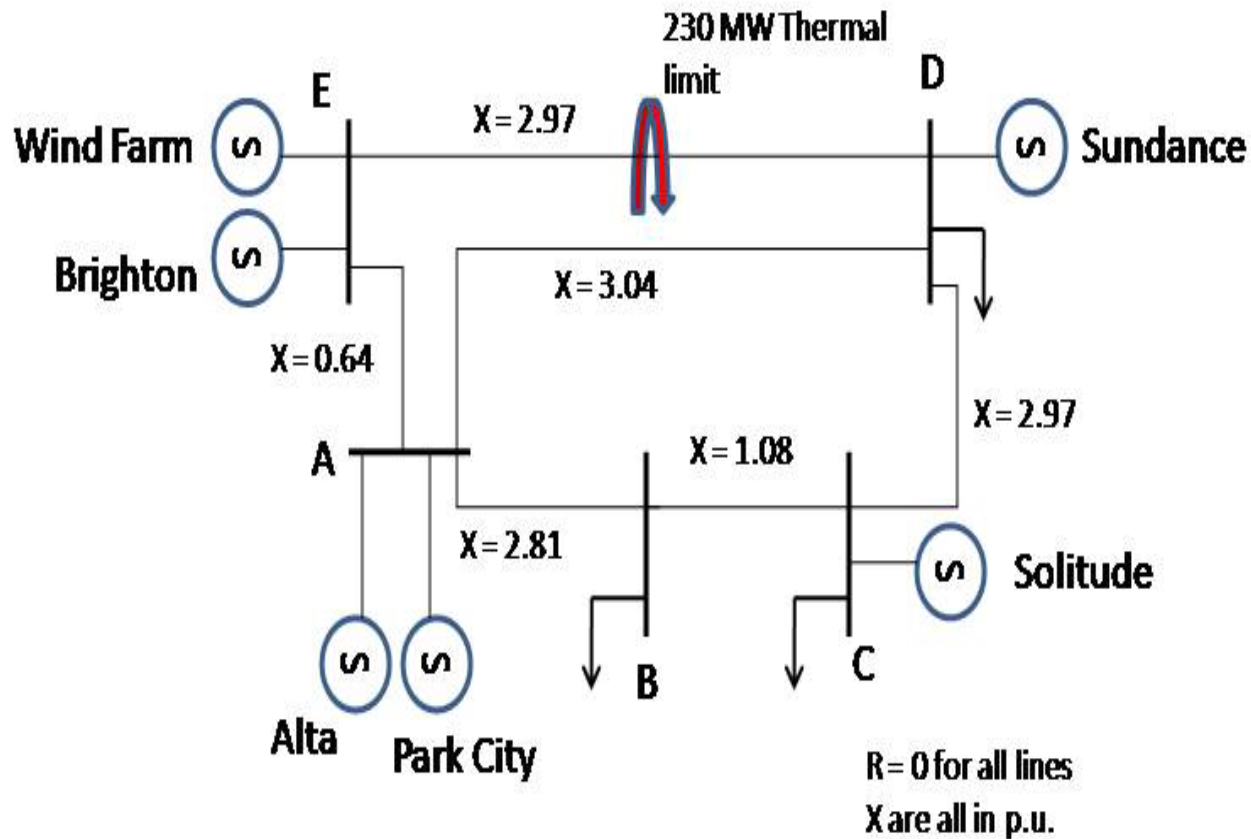 230 MW Thermal
limit
E
D
X = 2.97
Wind Farm
S
S
Sundance
Brighton
S
X = 3.04
X = 0.64
X = 2.97
A
X = 1.08
X = 2.81
S
Solitude
S
S
B
C
Alta
Park City
R = 0 for all lines
X are all in p.u.